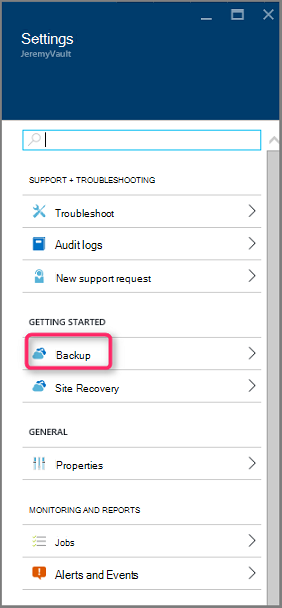 Settings
JeremyVault
SUPPORT + TROUBLESHOOTING
Troubleshoot
Audit logs
New support request
GETTING STARTED
Backup
Site Recovery
GENERAL
Properties
MONITORING AND REPORTS
Jobs
Alerts and Events